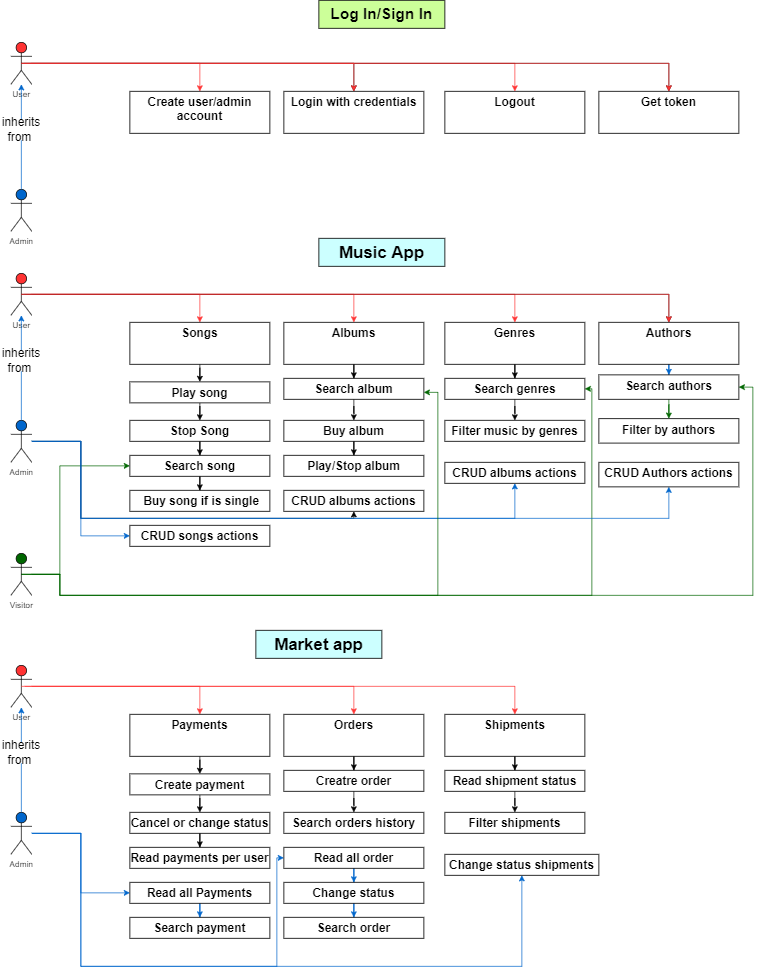 Log In/Sign In
User
Create user/admin
account
Login with credentials
Logout
Get token
inherits
from
Admin
Music App
User
Songs
Albums
Genres
Authors
inherits
from
Play song
Search album
Search genres
Search authors
Stop Song
Buy album
Filter music by genres
Filter by authors
Admin
Search song
Play/Stop album
CRUD albums actions
CRUD Authors actions
Buy song if is single
CRUD albums actions
CRUD songs actions
Visitor
Market app
User
Payments
Orders
Shipments
inherits
from
Create payment
Creatre order
Read shipment status
Cancel or change status
Search orders history
Filter shipments
Admin
Read payments per user
Read all order
Change status shipments
Read all Payments
Change status
Search payment
Search order